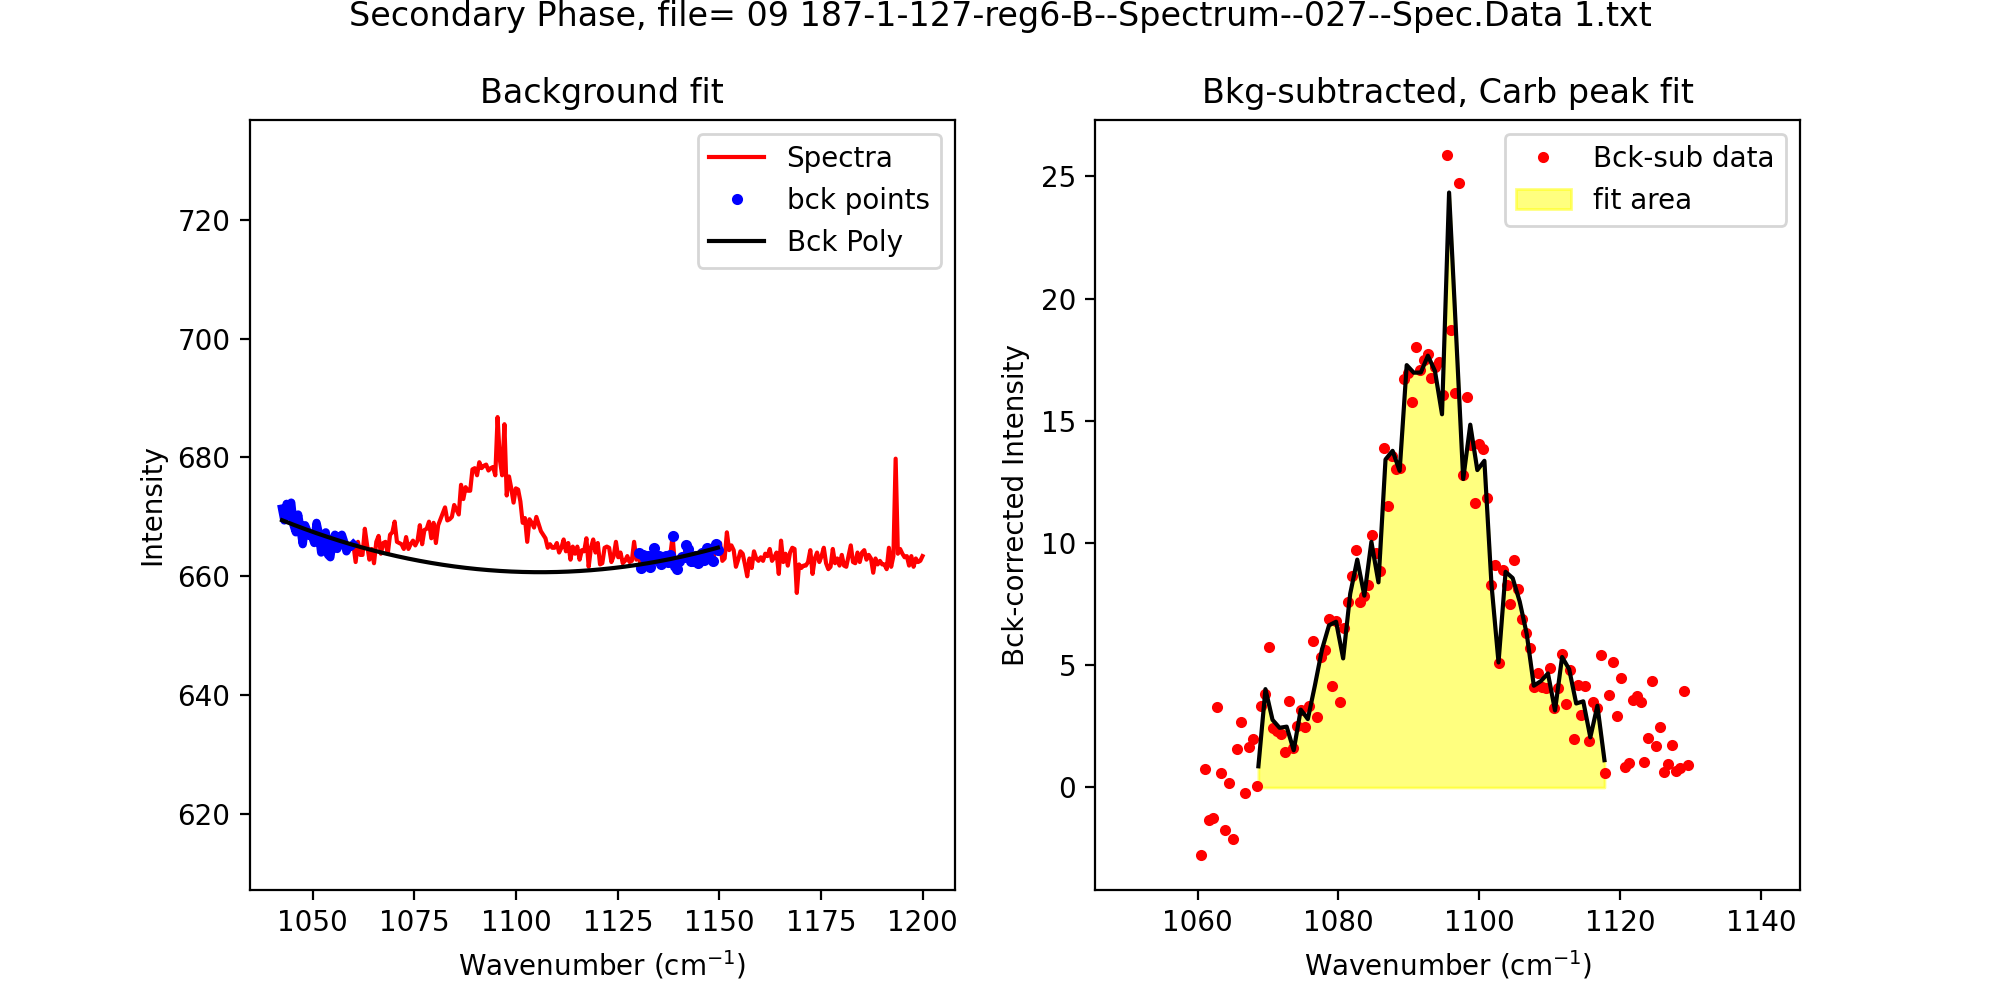 Secondary Phase, file= 09 187-1-127-reg6-B--Spectrum--027--Spec.Data 1.txt
Background fit
Spectra
bck points
Bck Poly
Intensity
720
700
680
660
640
620
1050 1075 1100 1125 1150 1175 1200
Wavenumber (cm⁻¹)
Bkg-subtracted, Carb peak fit
Bck-sub data
fit area
Bck-corrected Intensity
25
20
15
10
5
0
1060 1080 1100 1120 1140
Wavenumber (cm⁻¹)